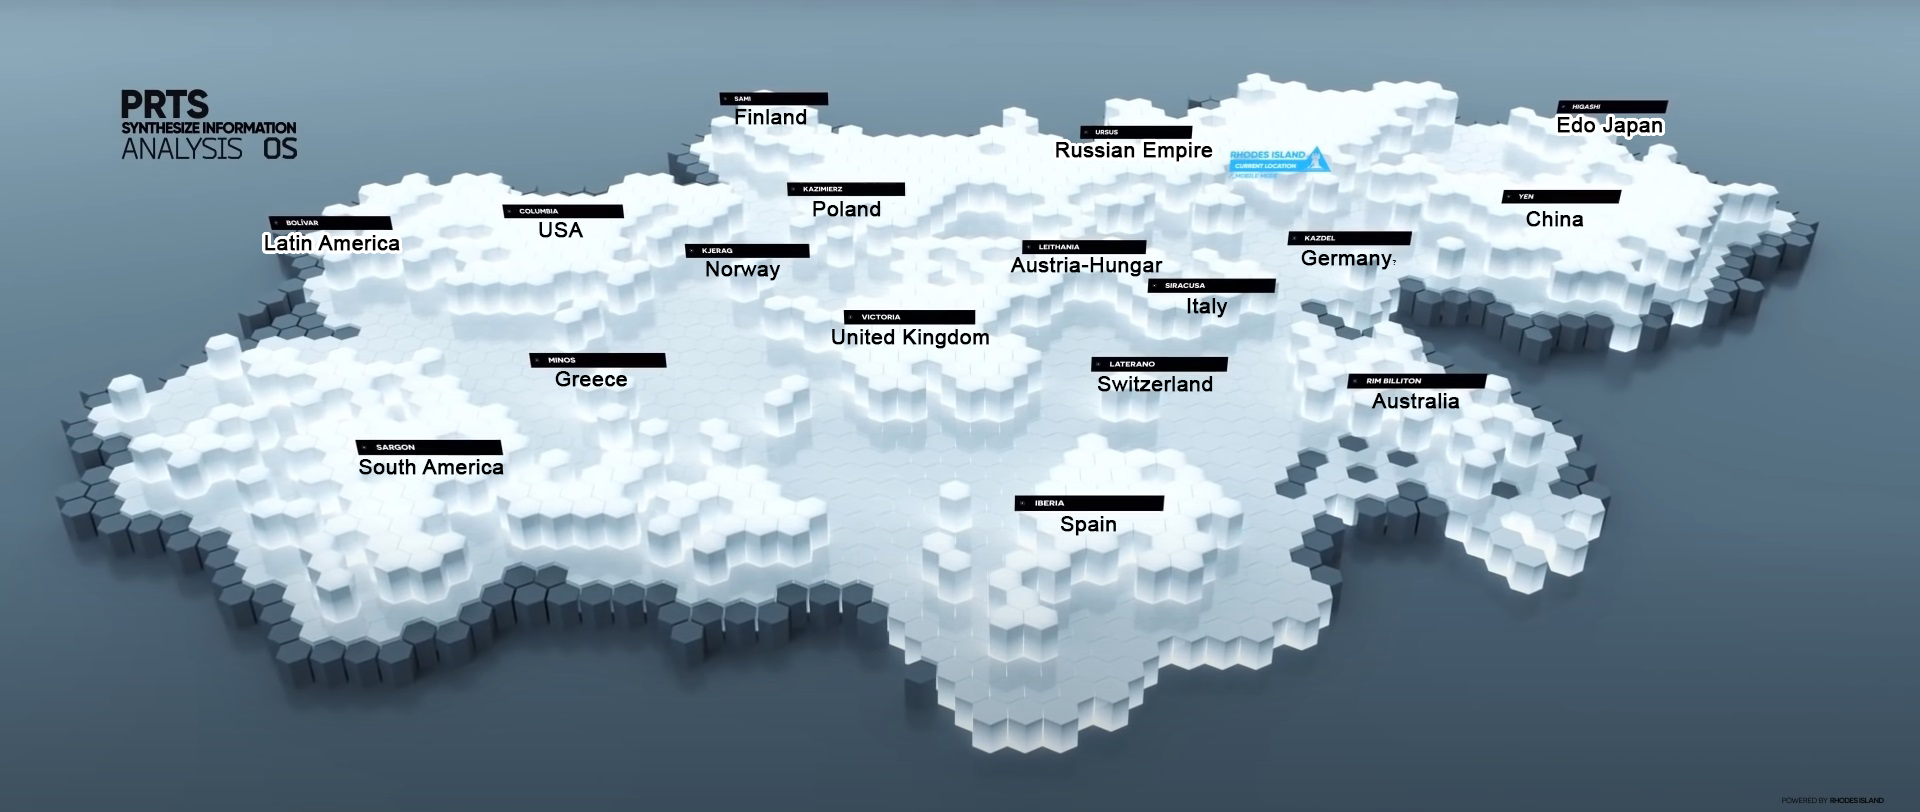 PRTS
SYNTHESIZE INFORMATION
ANALYSIS OS
SAMI
Finland
HIGASHI
Edo Japan
URSUS
Russian Empire
RHODES ISLAND
CURRENT LOCATION
KAZIMIERZ
Poland
YEN
China
COLUMBIA
USA
BOLÍVAR
Latin America
KJERAG
Norway
LEITHANIA
Austria-Hungar
KAZDEL
Germany?
SIRACUSA
Italy
VICTORIA
United Kingdom
MINOS
Greece
LATERANO
Switzerland
RIM BILLITON
Australia
SARGON
South America
IBERIA
Spain
POWERED BY RHODES ISLAND